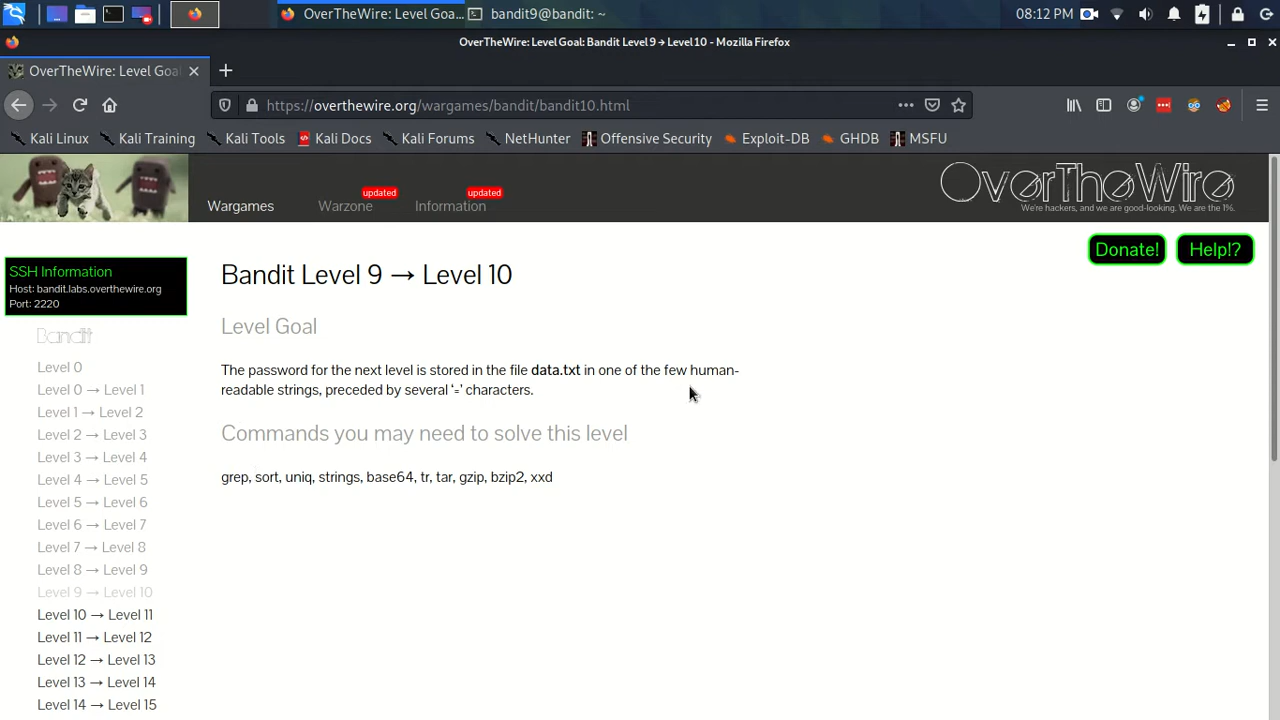 OverTheWire: Level Goa...
bandit9@bandit: ~
08:12 PM
OverTheWire: Level Goal: Bandit Level 9 → Level 10 - Mozilla Firefox
OverTheWire: Level Goal
https://overthewire.org/wargames/bandit/bandit10.html
Kali Linux
Kali Training
Kali Tools
Kali Docs
Kali Forums
NetHunter
Offensive Security
Exploit-DB
GHDB
MSFU
Wargames
Warzone
updated
Information
updated
OverTheWire
We're hackers, and we are good-looking. We are the 1%.
Donate!
Help!?
SSH Information
Host: bandit.labs.overthewire.org
Port: 2220
Bandit
Level 0
Level 0 → Level 1
Level 1 → Level 2
Level 2 → Level 3
Level 3 → Level 4
Level 4 → Level 5
Level 5 → Level 6
Level 6 → Level 7
Level 7 → Level 8
Level 8 → Level 9
Level 9 → Level 10
Level 10 → Level 11
Level 11 → Level 12
Level 12 → Level 13
Level 13 → Level 14
Level 14 → Level 15
Bandit Level 9 → Level 10
Level Goal
The password for the next level is stored in the file data.txt in one of the few human-
readable strings, preceded by several ‘=’ characters.
Commands you may need to solve this level
grep, sort, uniq, strings, base64, tr, tar, gzip, bzip2, xxd